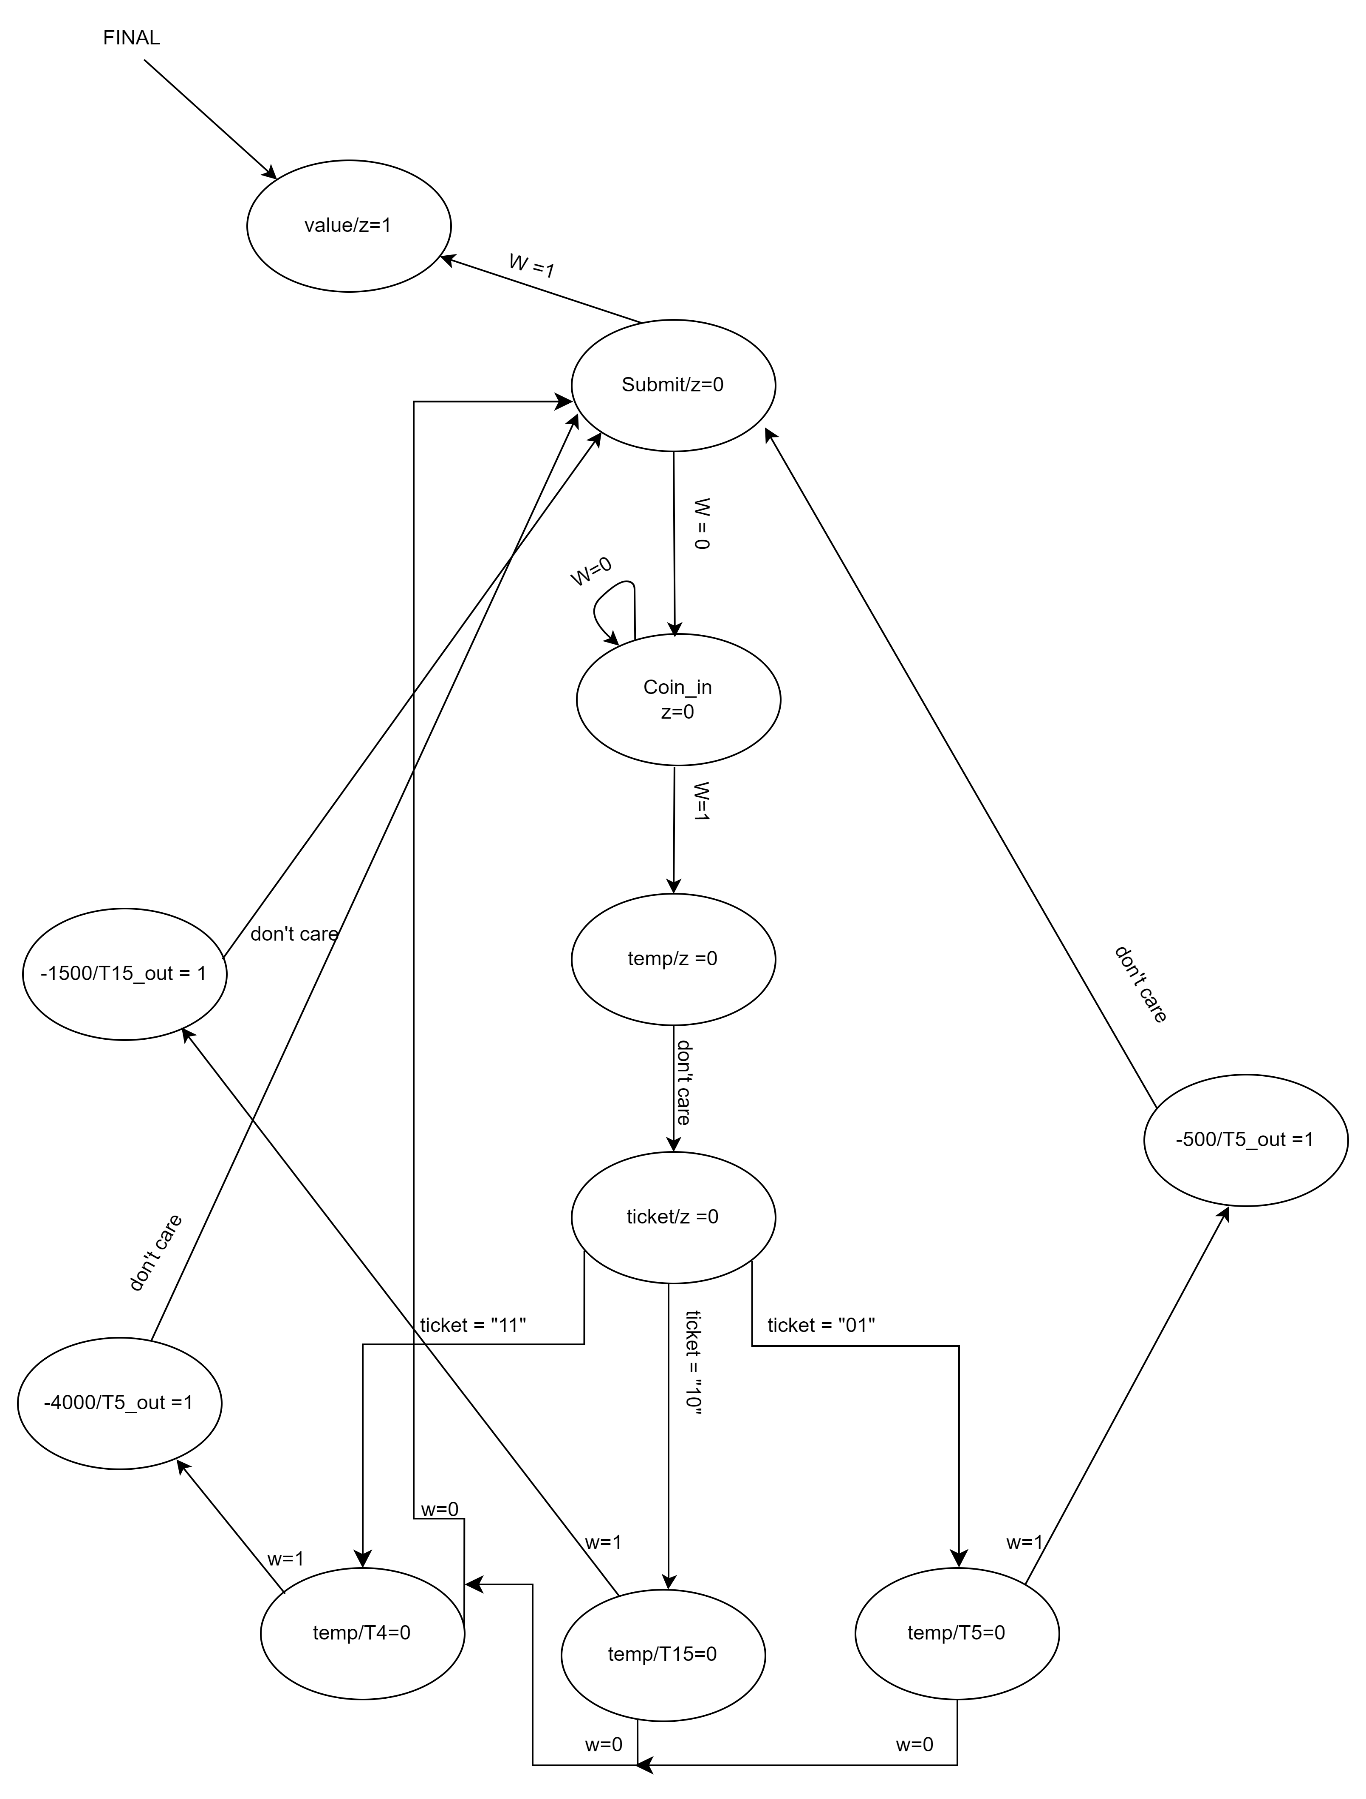 FINAL
value/z=1
W =1
Submit/z=0
W = 0
W=0
Coin_in
z=0
W=1
temp/z =0
don't care
-1500/T15_out = 1
don't care
don't care
-500/T5_out =1
ticket/z =0
don't care
ticket = "11"
ticket = "10"
ticket = "01"
-4000/T5_out =1
w=0
w=1
w=1
w=1
temp/T4=0
temp/T15=0
temp/T5=0
w=0
w=0